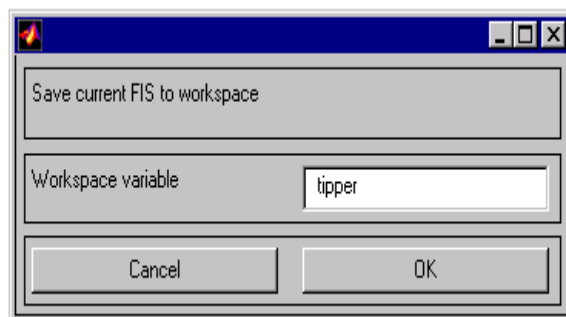 Save current FIS to workspace
Workspace variable
tipper
Cancel
OK